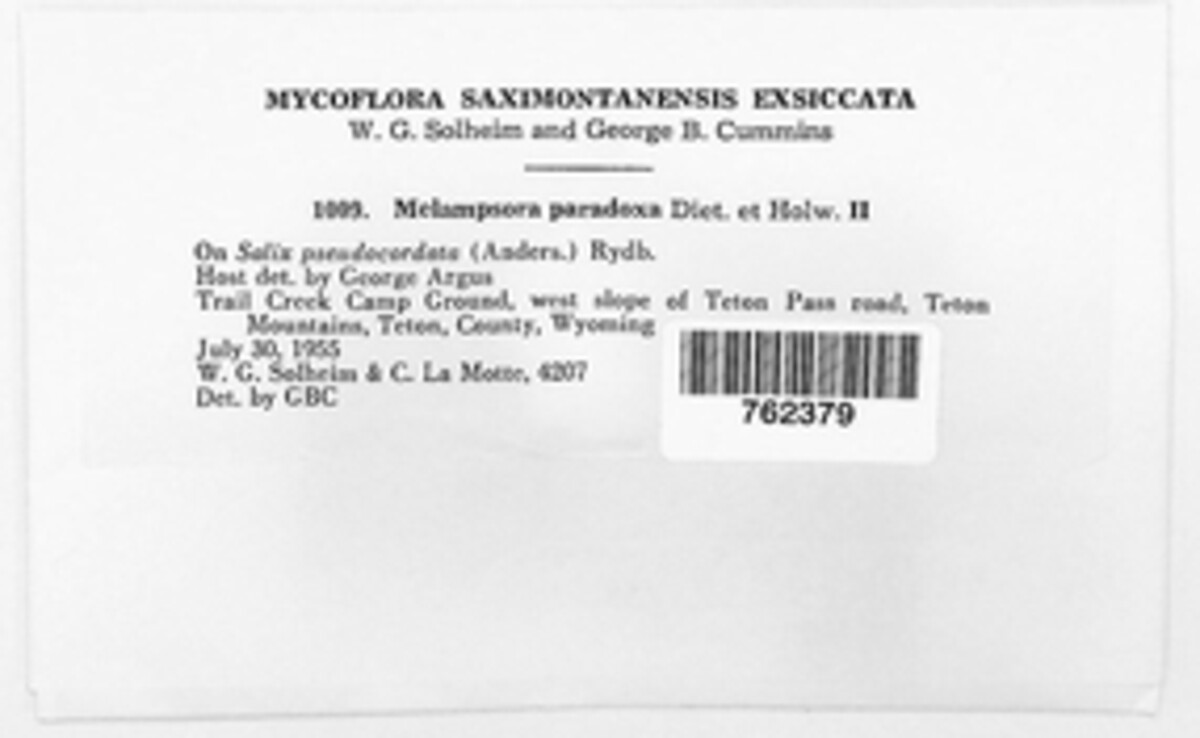 MYCOFLORA SAXIMONTANENSIS EXSICCATA
W. G. Solheim and George B. Cummins
1009. Melampsora paradoxa Diet. et Holw. II
On Salix pseudocordata (Anders.) Rydb.
Host det. by George Argus
Trail Creek Camp Ground, west slope of Teton Pass road, Teton
Mountains, Teton, County, Wyoming
July 30, 1955
W. G. Solheim & C. La Motte, 4207
Det. by GBC
762379